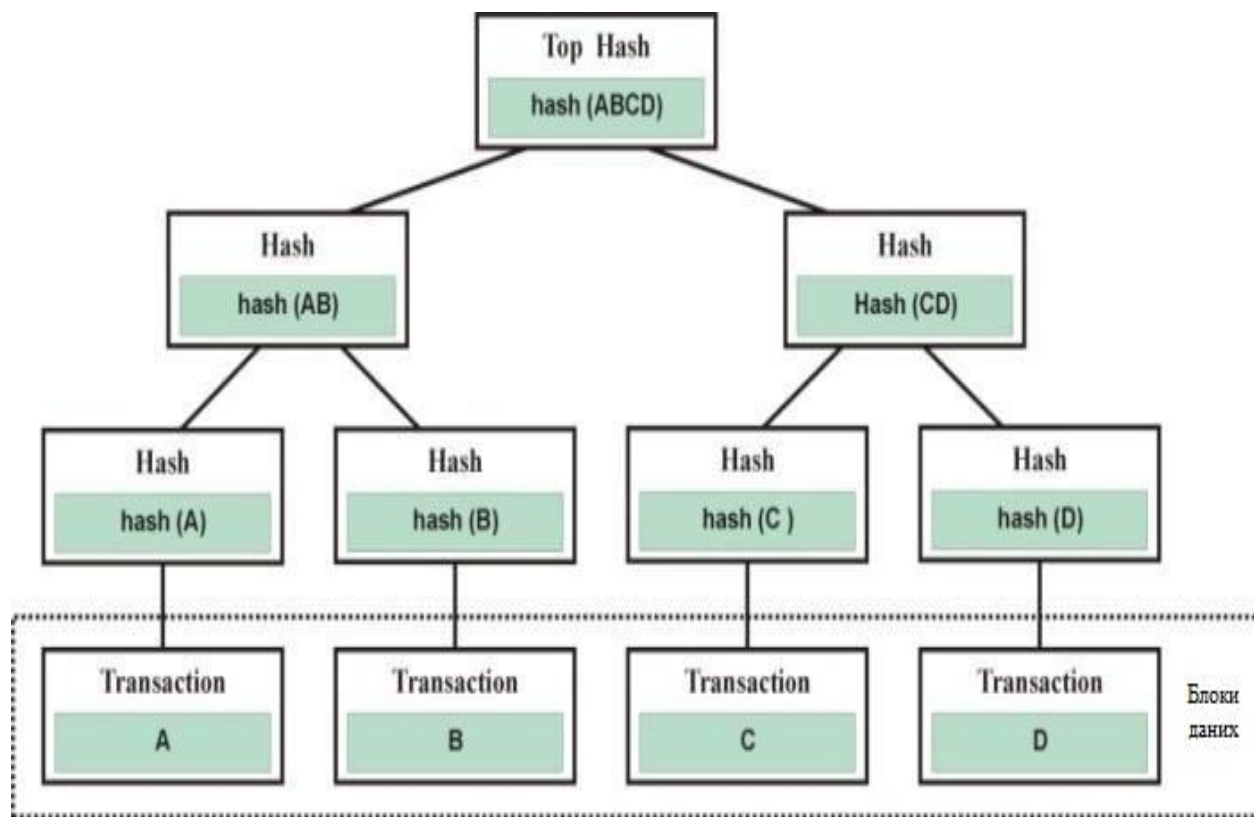 Top Hash
hash (ABCD)
Hash
hash (AB)
Hash
Hash (CD)
Hash
hash (A)
Hash
hash (B)
Hash
hash (C )
Hash
hash (D)
Transaction
A
Transaction
B
Transaction
C
Transaction
D
Блоки
даних